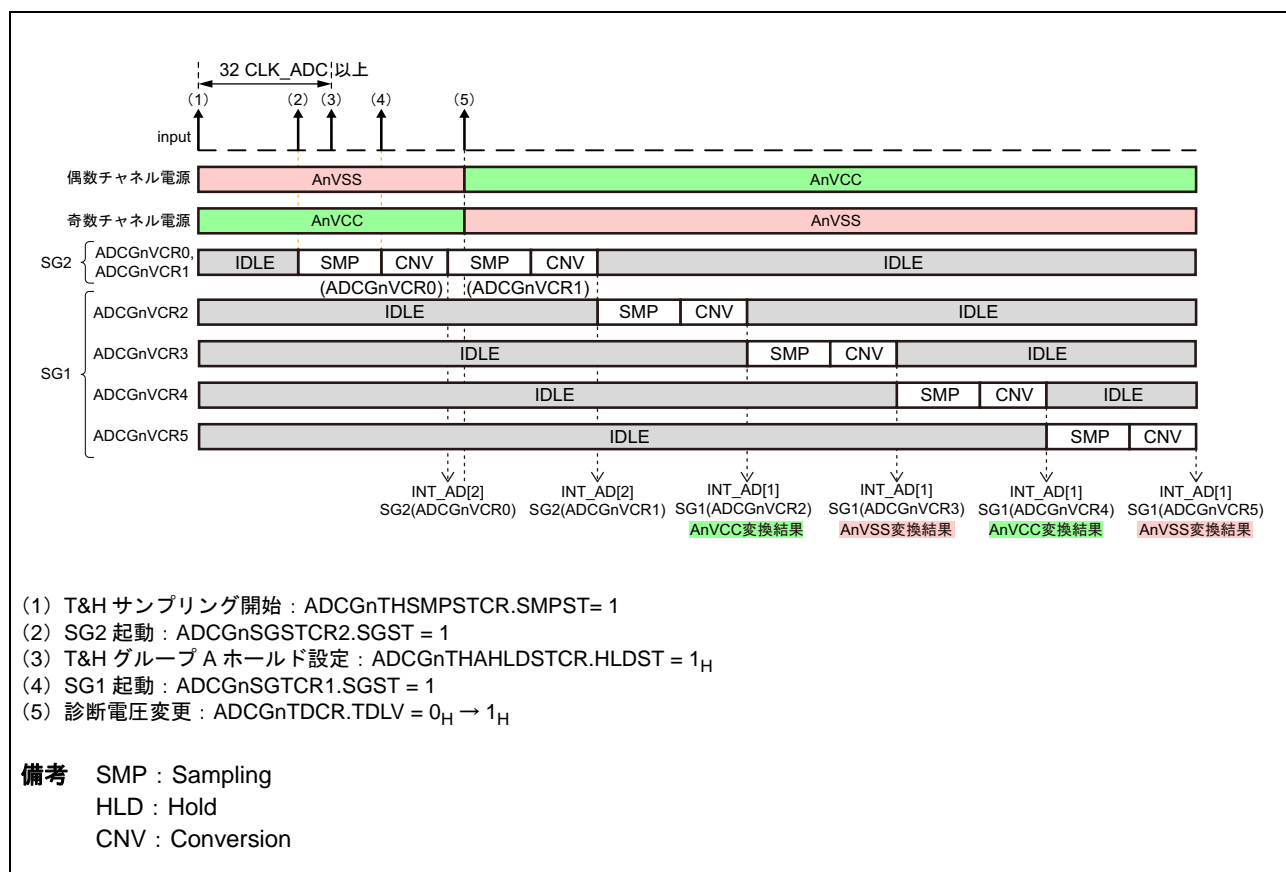 32 CLK_ADC 以上
(1) (2) (3) (4) (5)
input
偶数チャネル電源 AnVSS AnVCC
奇数チャネル電源 AnVCC AnVSS
SG2 ADCGnVCR0, ADCGnVCR1 IDLE SMP CNV SMP CNV IDLE
(ADCGnVCR0) (ADCGnVCR1)
SG1
ADCGnVCR2 IDLE SMP CNV IDLE
ADCGnVCR3 IDLE SMP CNV IDLE
ADCGnVCR4 IDLE SMP CNV IDLE
ADCGnVCR5 IDLE SMP CNV
INT_AD[2] INT_AD[2] INT_AD[1] INT_AD[1] INT_AD[1] INT_AD[1]
SG2(ADCGnVCR0) SG2(ADCGnVCR1) SG1(ADCGnVCR2) SG1(ADCGnVCR3) SG1(ADCGnVCR4) SG1(ADCGnVCR5)
AnVCC変換結果 AnVSS変換結果 AnVCC変換結果 AnVSS変換結果
(1) T&H サンプリング開始：ADCGnTHSMPSTCR.SMPST= 1
(2) SG2 起動：ADCGnSGSTCR2.SGST = 1
(3) T&H グループ A ホールド設定：ADCGnTHAHLDSTCR.HLDST = 1H
(4) SG1 起動：ADCGnSGTCR1.SGST = 1
(5) 診断電圧変更：ADCGnTDCR.TDLV = 0H → 1H
備考 SMP：Sampling
HLD：Hold
CNV：Conversion